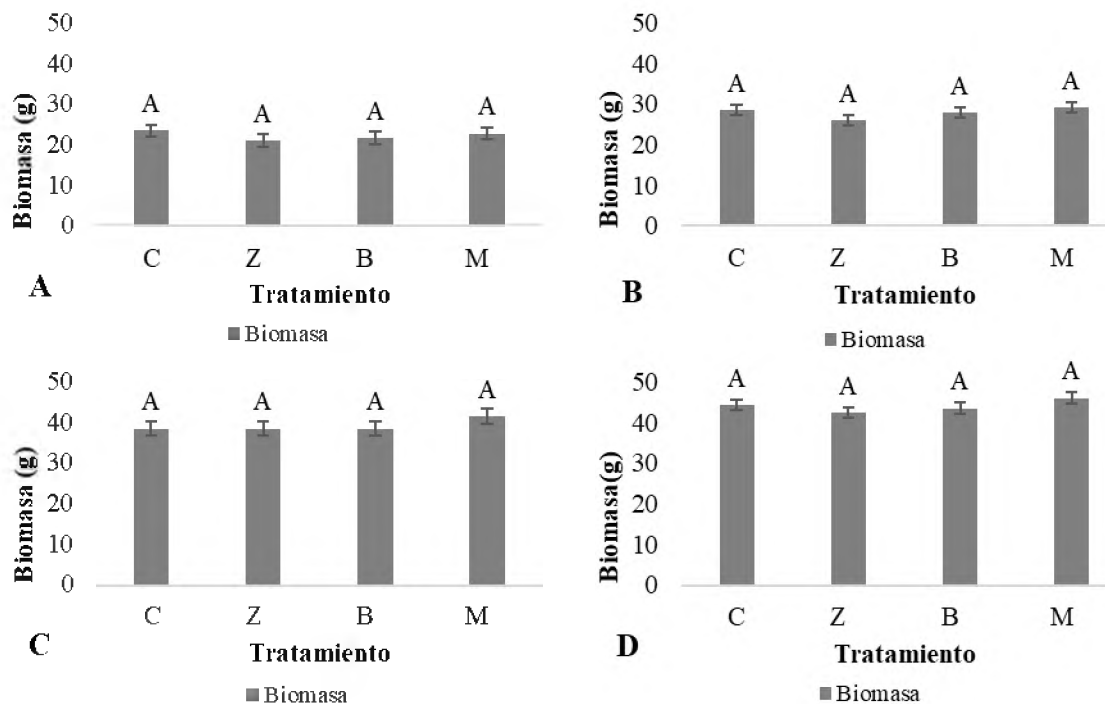 50
40
30
20
10
0
Biomasa (g)
A A A A
C Z B M
A
Tratamiento
Biomasa
50
40
30
20
10
0
Biomasa (g)
A A A A
C Z B M
B
Tratamiento
Biomasa
50
40
30
20
10
0
Biomasa (g)
A A A A
C Z B M
C
Tratamiento
Biomasa
50
40
30
20
10
0
Biomasa(g)
A A A A
C Z B M
D
Tratamiento
Biomasa